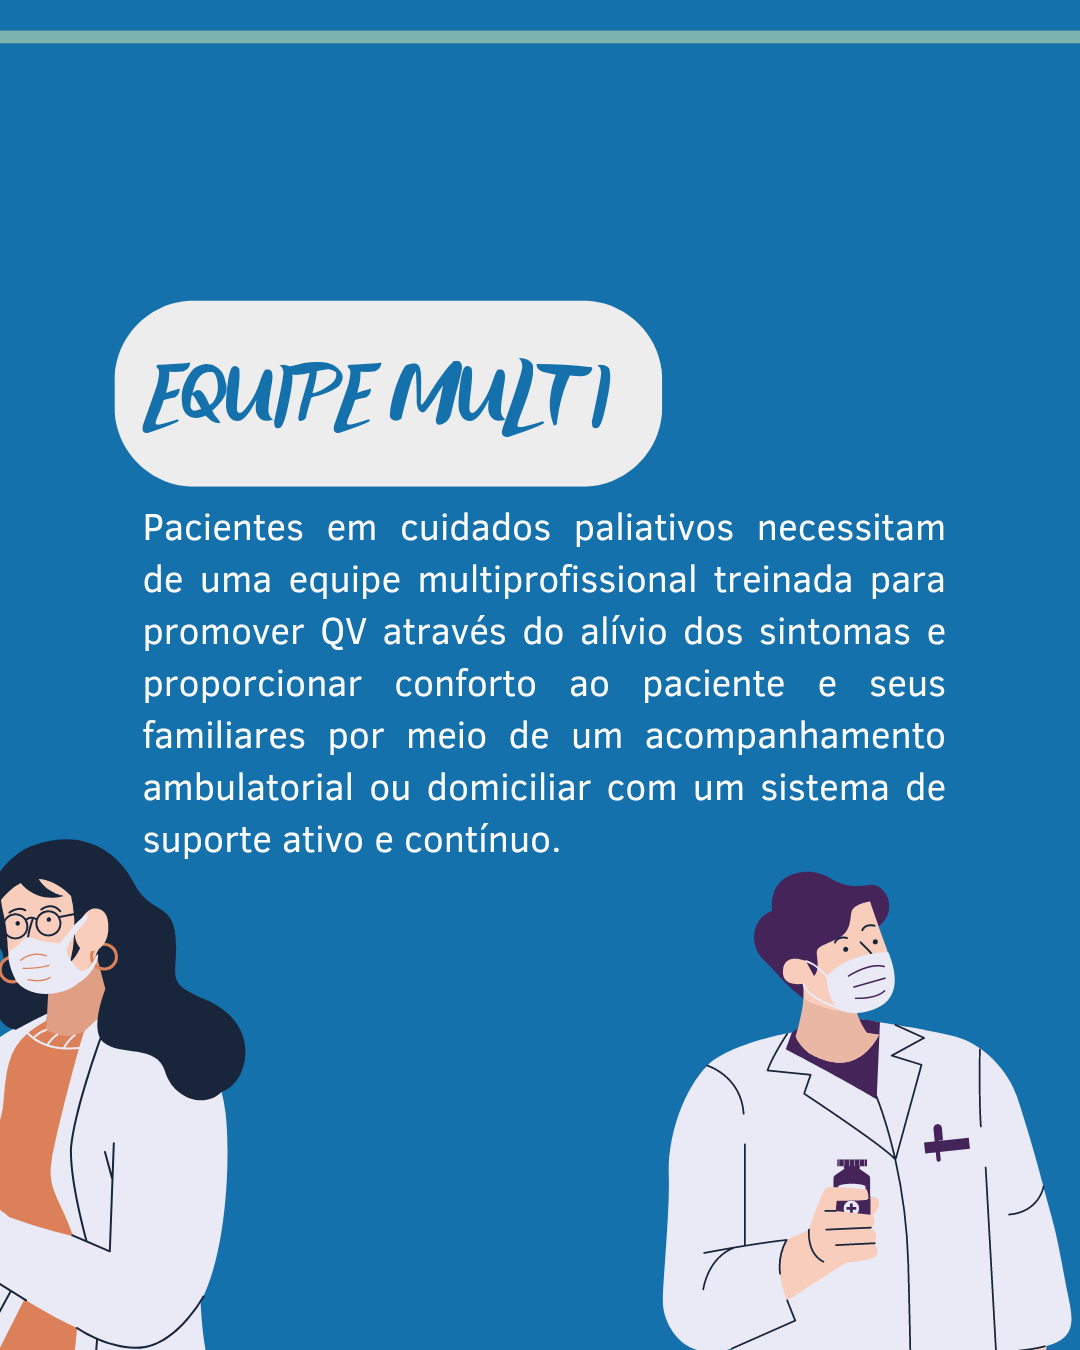 EQUIPE MULTI
Pacientes em cuidados paliativos necessitam
de uma equipe multiprofissional treinada para
promover QV através do alívio dos sintomas e
proporcionar conforto ao paciente e seus
familiares por meio de um acompanhamento
ambulatorial ou domiciliar com um sistema de
suporte ativo e contínuo.